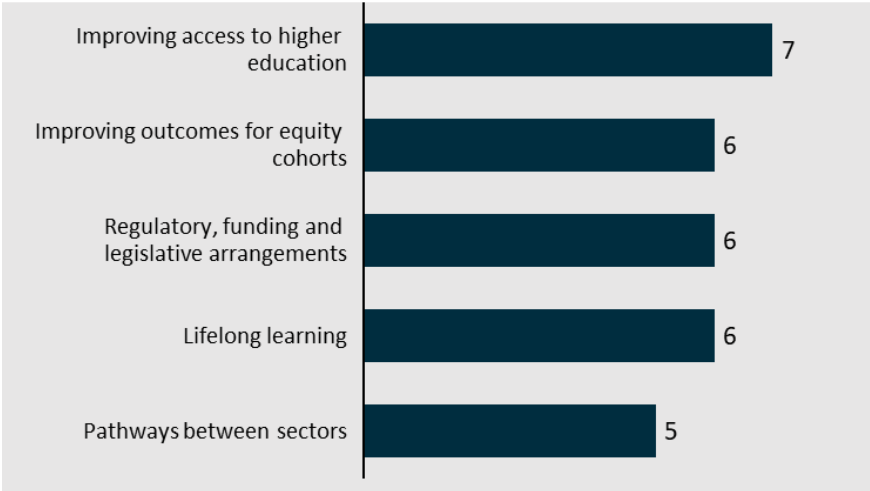 Improving access to higher
education
7
Improving outcomes for equity
cohorts
6
Regulatory, funding and
legislative arrangements
6
Lifelong learning
6
Pathways between sectors
5